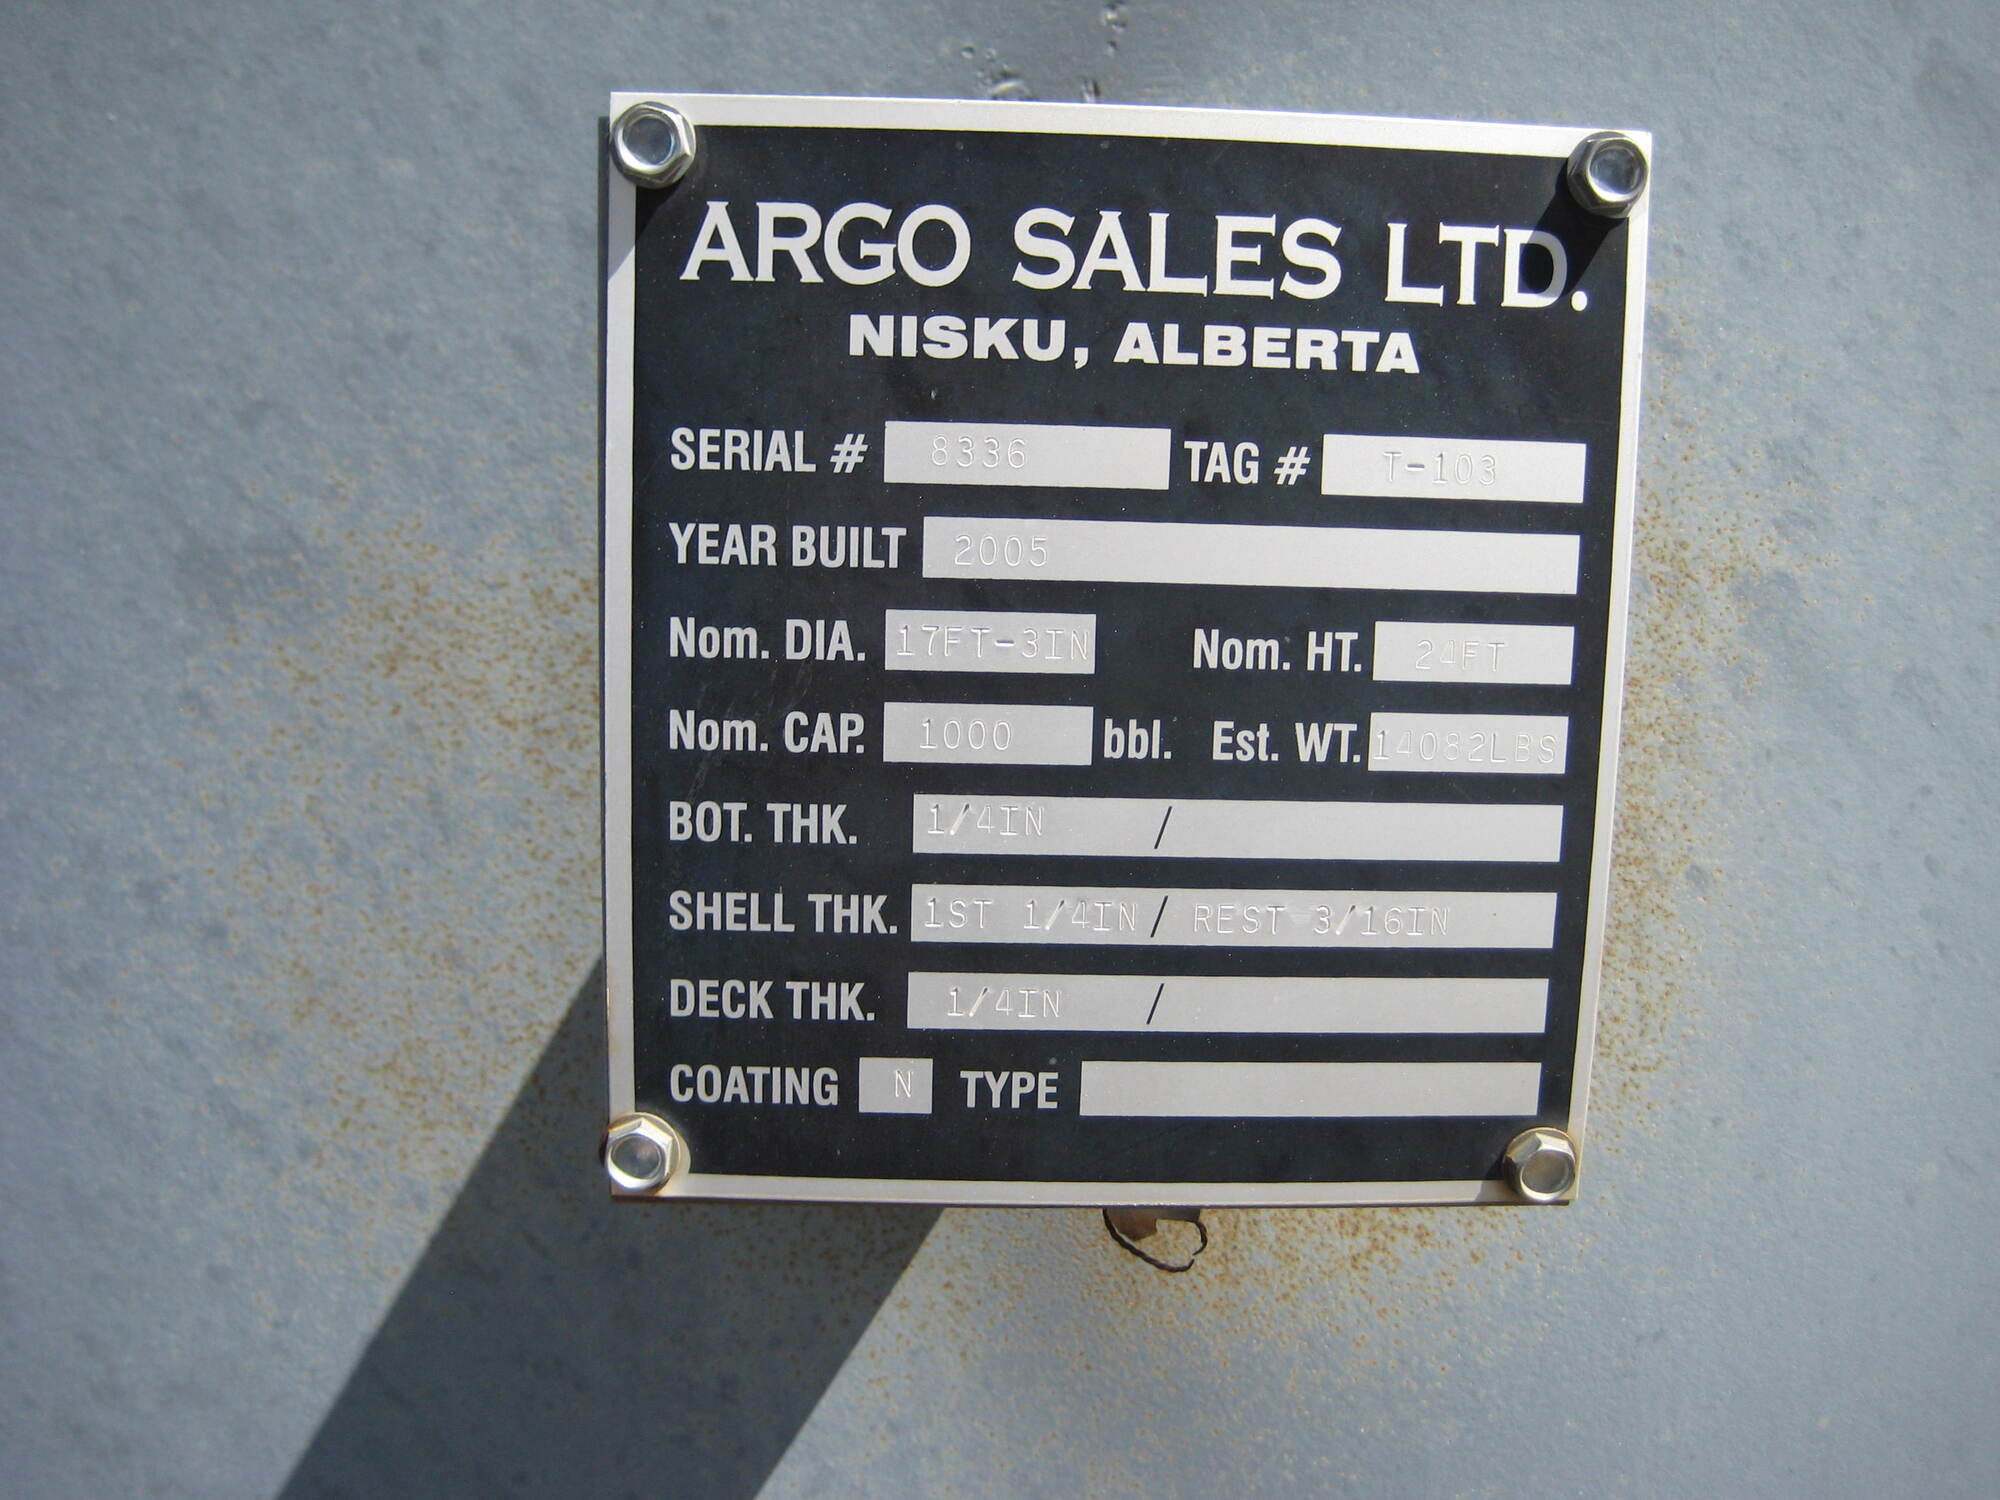 ARGO SALES LTD.
NISKU, ALBERTA
SERIAL # 8336 TAG # T-103
YEAR BUILT 2005
Nom. DIA. 17FT-3IN Nom. HT. 24FT
Nom. CAP. 1000 bbl. Est. WT. 14082LBS
BOT. THK. 1/4IN /
SHELL THK. 1ST 1/4IN / REST 3/16IN
DECK THK. 1/4IN /
COATING N TYPE